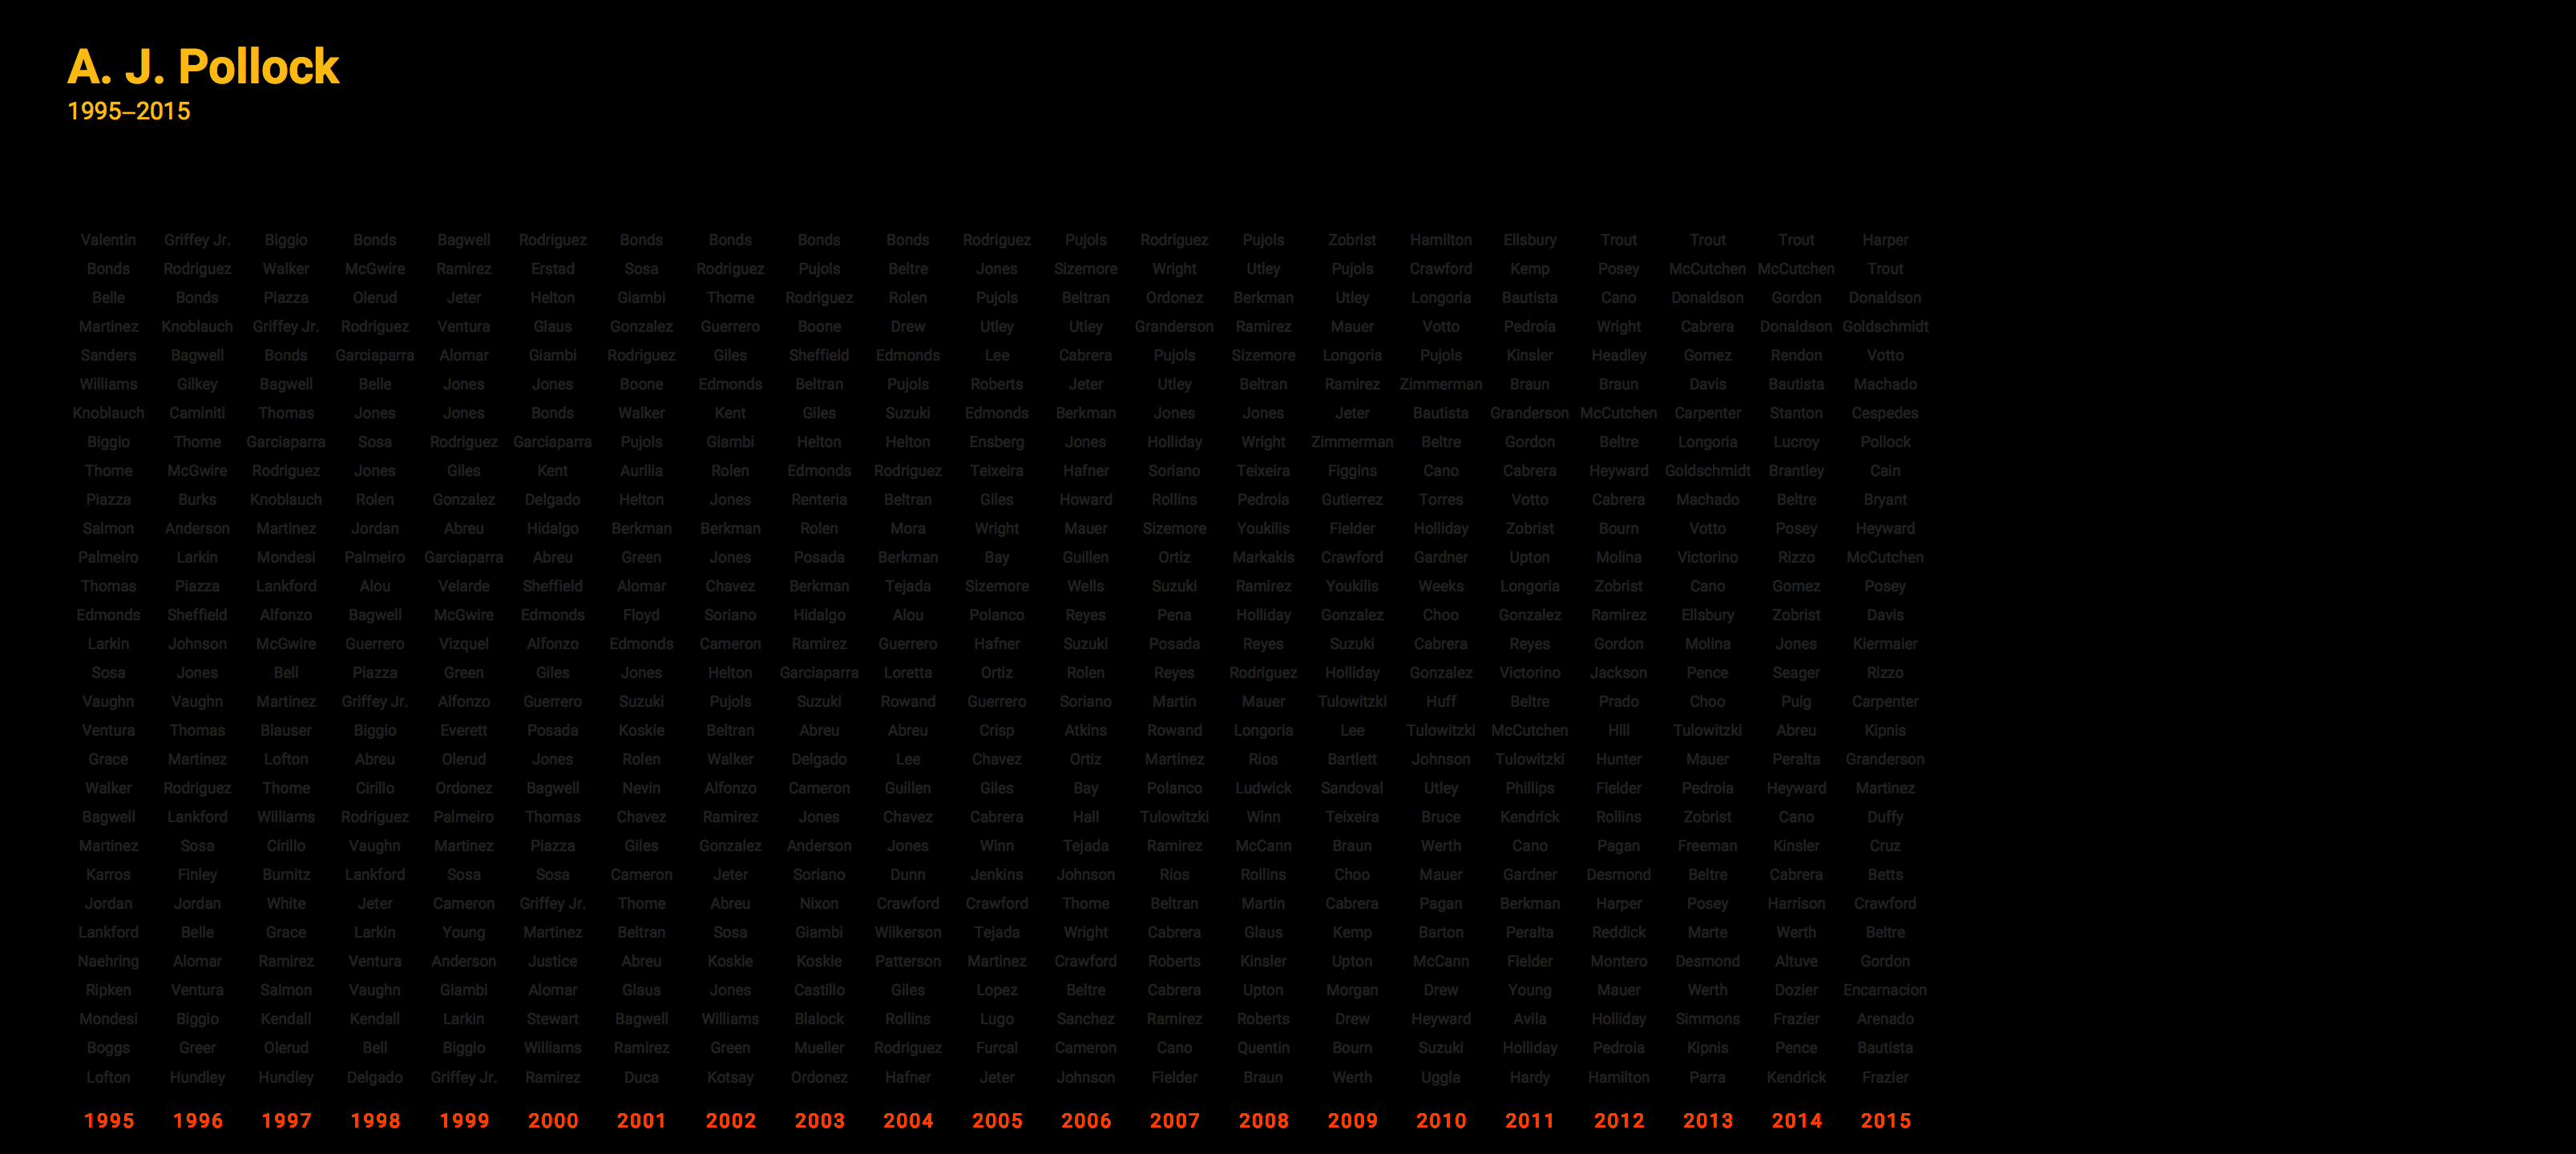 A. J. Pollock
1995–2015
Valentin Griffey Jr. Biggio Bonds Bagwell Rodriguez Bonds Bonds Bonds Bonds Rodriguez Pujols Rodriguez Pujols Zobrist Hamilton Ellsbury Trout Trout Trout Harper
Bonds Rodriguez Walker McGwire Ramirez Erstad Sosa Rodriguez Pujols Beltre Jones Sizemore Wright Utley Pujols Crawford Kemp Posey McCutchen McCutchen Trout
Belle Bonds Piazza Olerud Jeter Helton Giambi Thome Rodriguez Rolen Pujols Beltran Ordonez Berkman Utley Longoria Bautista Cano Donaldson Gordon Donaldson
Martinez Knoblauch Griffey Jr. Rodriguez Ventura Glaus Gonzalez Guerrero Boone Drew Utley Utley Granderson Ramirez Mauer Votto Pedroia Wright Cabrera Donaldson Goldschmidt
Sanders Bagwell Bonds Garciaparra Alomar Giambi Rodriguez Giles Sheffield Edmonds Lee Cabrera Pujols Sizemore Longoria Pujols Kinsler Headley Gomez Rendon Votto
Williams Gilkey Bagwell Belle Jones Jones Boone Edmonds Beltran Pujols Roberts Jeter Utley Beltran Ramirez Zimmerman Braun Braun Davis Bautista Machado
Knoblauch Caminiti Thomas Jones Jones Bonds Walker Kent Giles Suzuki Edmonds Berkman Jones Jones Jeter Bautista Granderson McCutchen Carpenter Stanton Cespedes
Biggio Thome Garciaparra Sosa Rodriguez Garciaparra Pujols Giambi Helton Helton Ensberg Jones Holliday Wright Zimmerman Beltre Gordon Beltre Longoria Lucroy Pollock
Thome McGwire Rodriguez Jones Giles Kent Aurilia Rolen Edmonds Rodriguez Teixeira Hafner Soriano Teixeira Figgins Cano Cabrera Heyward Goldschmidt Brantley Cain
Piazza Burks Knoblauch Rolen Gonzalez Delgado Helton Jones Renteria Beltran Giles Howard Rollins Pedroia Gutierrez Torres Votto Cabrera Machado Beltre Bryant
Salmon Anderson Martinez Jordan Abreu Hidalgo Berkman Berkman Rolen Mora Wright Mauer Sizemore Youkilis Fielder Holliday Zobrist Bourn Votto Posey Heyward
Palmeiro Larkin Mondesi Palmeiro Garciaparra Abreu Green Jones Posada Berkman Bay Guillen Ortiz Markakis Crawford Gardner Upton Molina Victorino Rizzo McCutchen
Thomas Piazza Lankford Alou Velarde Sheffield Alomar Chavez Berkman Tejada Sizemore Wells Suzuki Ramirez Youkilis Weeks Longoria Zobrist Cano Gomez Posey
Edmonds Sheffield Alfonzo Bagwell McGwire Edmonds Floyd Soriano Hidalgo Alou Polanco Reyes Pena Holliday Gonzalez Choo Gonzalez Ramirez Ellsbury Zobrist Davis
Larkin Johnson McGwire Guerrero Vizquel Alfonzo Edmonds Cameron Ramirez Guerrero Hafner Suzuki Posada Reyes Suzuki Cabrera Reyes Gordon Molina Jones Kiermaier
Sosa Jones Bell Piazza Green Giles Jones Helton Garciaparra Loretta Ortiz Rolen Reyes Rodriguez Holliday Gonzalez Victorino Jackson Pence Seager Rizzo
Vaughn Vaughn Martinez Griffey Jr. Alfonzo Guerrero Suzuki Pujols Suzuki Rowand Guerrero Soriano Martin Mauer Tulowitzki Huff Beltre Prado Choo Puig Carpenter
Ventura Thomas Blauser Biggio Everett Posada Koskie Beltran Abreu Abreu Crisp Atkins Rowand Longoria Lee Tulowitzki McCutchen Hill Tulowitzki Abreu Kipnis
Grace Martinez Lofton Abreu Olerud Jones Rolen Walker Delgado Lee Chavez Ortiz Martinez Rios Bartlett Johnson Tulowitzki Hunter Mauer Peralta Granderson
Walker Rodriguez Thome Cirillo Ordonez Bagwell Nevin Alfonzo Cameron Guillen Giles Bay Polanco Ludwick Sandoval Utley Phillips Fielder Pedroia Heyward Martinez
Bagwell Lankford Williams Rodriguez Palmeiro Thomas Chavez Ramirez Jones Chavez Cabrera Hall Tulowitzki Winn Teixeira Bruce Kendrick Rollins Zobrist Cano Duffy
Martinez Sosa Cirillo Vaughn Martinez Piazza Giles Gonzalez Anderson Jones Winn Tejada Ramirez McCann Braun Werth Cano Pagan Freeman Kinsler Cruz
Karros Finley Burnitz Lankford Sosa Sosa Cameron Jeter Soriano Dunn Jenkins Johnson Rios Rollins Choo Mauer Gardner Desmond Beltre Cabrera Betts
Jordan Jordan White Jeter Cameron Griffey Jr. Thome Abreu Nixon Crawford Crawford Thome Beltran Martin Cabrera Pagan Berkman Harper Posey Harrison Crawford
Lankford Belle Grace Larkin Young Martinez Beltran Sosa Giambi Wilkerson Tejada Wright Cabrera Glaus Kemp Barton Peralta Reddick Marte Werth Beltre
Naehring Alomar Ramirez Ventura Anderson Justice Abreu Koskie Koskie Patterson Martinez Crawford Roberts Kinsler Upton McCann Fielder Montero Desmond Altuve Gordon
Ripken Ventura Salmon Vaughn Giambi Alomar Glaus Jones Castillo Giles Lopez Beltre Cabrera Upton Morgan Drew Young Mauer Werth Dozier Encarnacion
Mondesi Biggio Kendall Kendall Larkin Stewart Bagwell Williams Blalock Rollins Lugo Sanchez Ramirez Roberts Drew Heyward Avila Holliday Simmons Frazier Arenado
Boggs Greer Olerud Bell Biggio Williams Ramirez Green Mueller Rodriguez Furcal Cameron Cano Quentin Bourn Suzuki Holliday Pedroia Kipnis Pence Bautista
Lofton Hundley Hundley Delgado Griffey Jr. Ramirez Duca Kotsay Ordonez Hafner Jeter Johnson Fielder Braun Werth Uggla Hardy Hamilton Parra Kendrick Frazier
1995 1996 1997 1998 1999 2000 2001 2002 2003 2004 2005 2006 2007 2008 2009 2010 2011 2012 2013 2014 2015